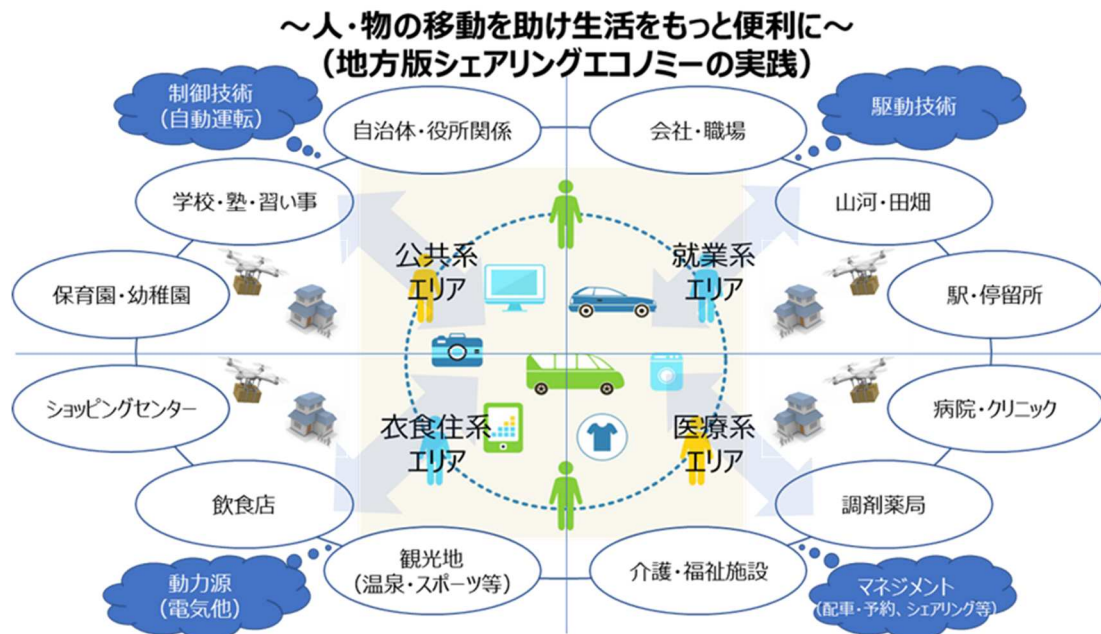 ～人・物の移動を助け生活をもっと便利に～
（地方版シェアリングエコノミーの実践）
制御技術
（自動運転）
自治体・役所関係
会社・職場
駆動技術
学校・塾・習い事
山河・田畑
公共系
エリア
就業系
エリア
保育園・幼稚園
駅・停留所
ショッピングセンター
病院・クリニック
衣食住系
エリア
医療系
エリア
飲食店
調剤薬局
観光地
（温泉・スポーツ等）
介護・福祉施設
動力源
（電気他）
マネジメント
（配車・予約、シェアリング等）